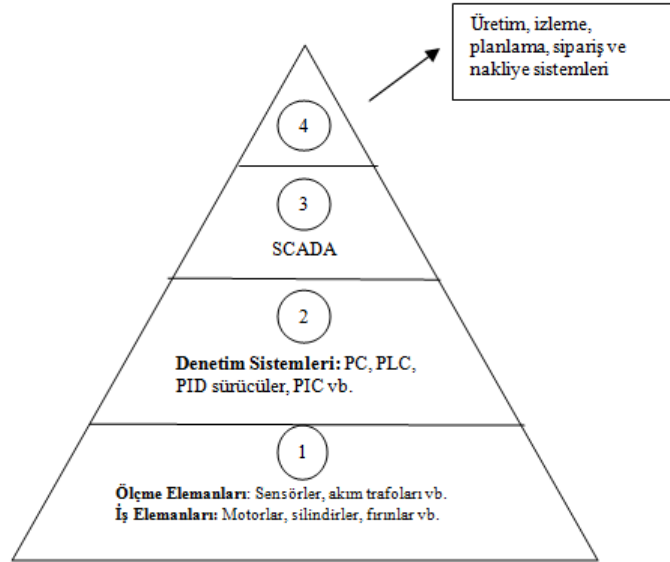 Üretim, izleme,
planlama, sipariş ve
nakliye sistemleri
4
3
SCADA
2
Denetim Sistemleri: PC, PLC,
PID sürücüler, PIC vb.
1
Ölçme Elemanları: Sensörler, akım trafoları vb.
İş Elemanları: Motorlar, silindirler, fırınlar vb.